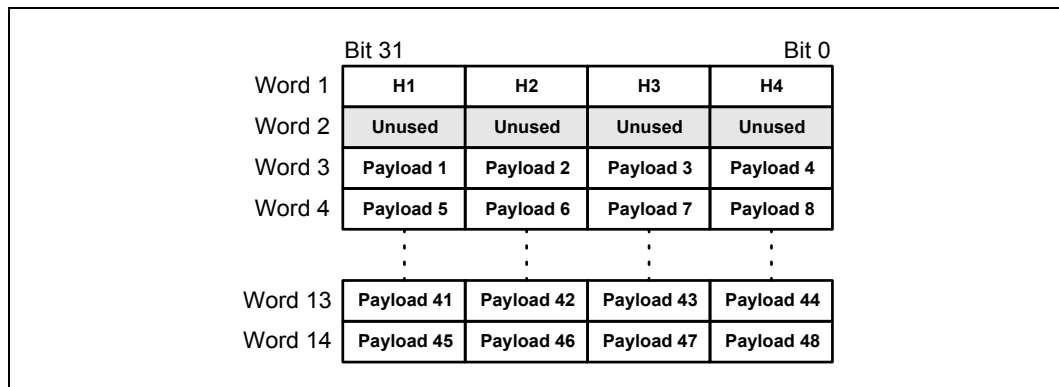 Bit 31 Bit 0
Word 1 H1 H2 H3 H4
Word 2 Unused Unused Unused Unused
Word 3 Payload 1 Payload 2 Payload 3 Payload 4
Word 4 Payload 5 Payload 6 Payload 7 Payload 8
Word 13 Payload 41 Payload 42 Payload 43 Payload 44
Word 14 Payload 45 Payload 46 Payload 47 Payload 48